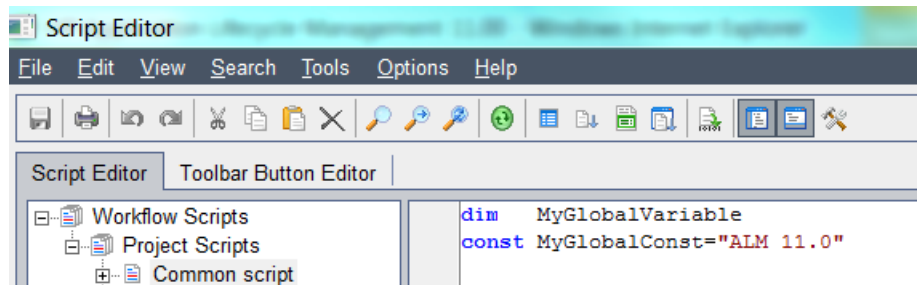 Script Editor
File Edit View Search Tools Options Help
Script Editor Toolbar Button Editor
Workflow Scripts
Project Scripts
Common script
dim MyGlobalVariable
const MyGlobalConst="ALM 11.0"